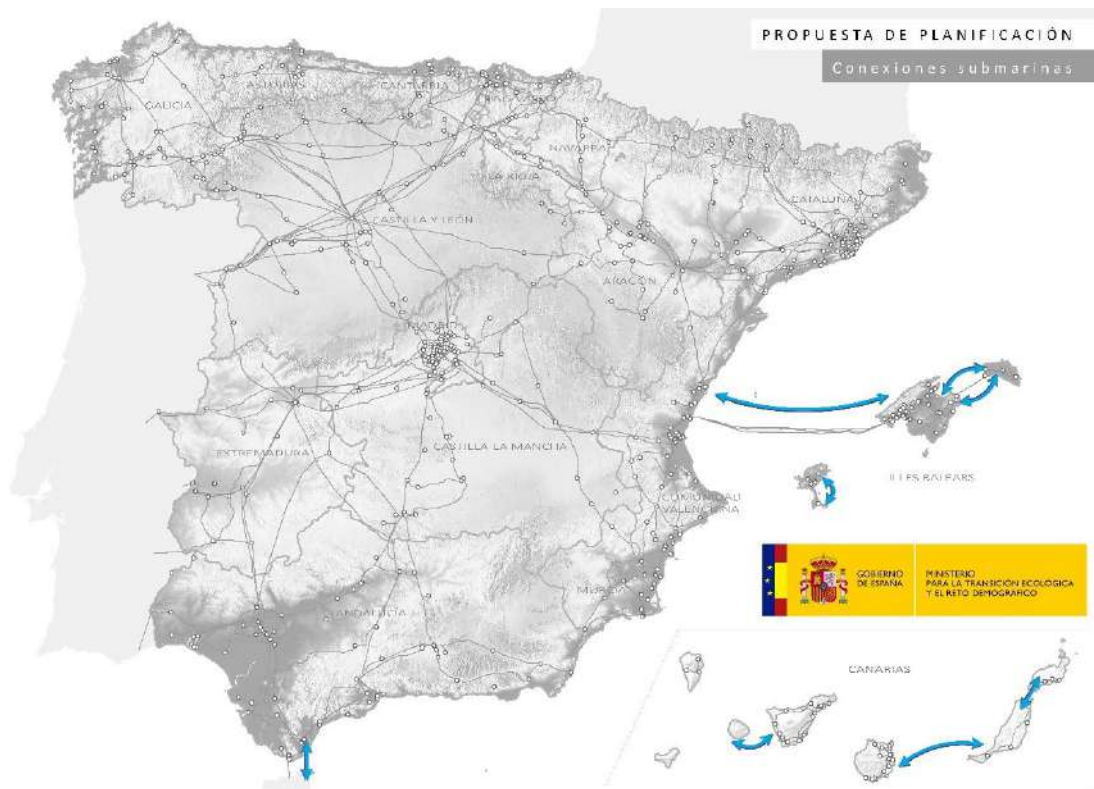 PROPUESTA DE PLANIFICACIÓN
Conexiones submarinas
GALICIA
ASTURIAS
CANTABRIA
NAVARRA
LA RIOJA
CATALUÑA
CASTILLA Y LEÓN
ARAGÓN
MADRID
CASTILLA LA MANCHA
EXTREMADURA
ILLES BALEARS
COMUNIDAD
VALENCIANA
GOBIERNO
DE ESPAÑA
MINISTERIO
PARA LA TRANSICIÓN ECOLÓGICA
Y EL RETO DEMOGRÁFICO
MURCIA
ANDALUCÍA
CANARIAS